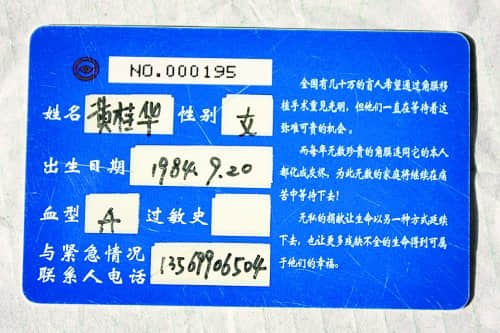 NO.000195
姓名 黄桂华 性别 女
出生日期 1984.9.20
血型 A 过敏史
与紧急情况
联系人电话 13569906504
全国有几十万的盲人希望通过角膜移
植手术重见光明，但他们一直在等待着这
弥难可贵的机会。
而每年无数珍贵的角膜连同它的本人
都化成灰烬，为此无数的家庭将继续在痛
苦中等待下去！
无私的捐献让生命以另一种方式延续
下去，也让更多残缺不全的生命得到可属
于他们的幸福。